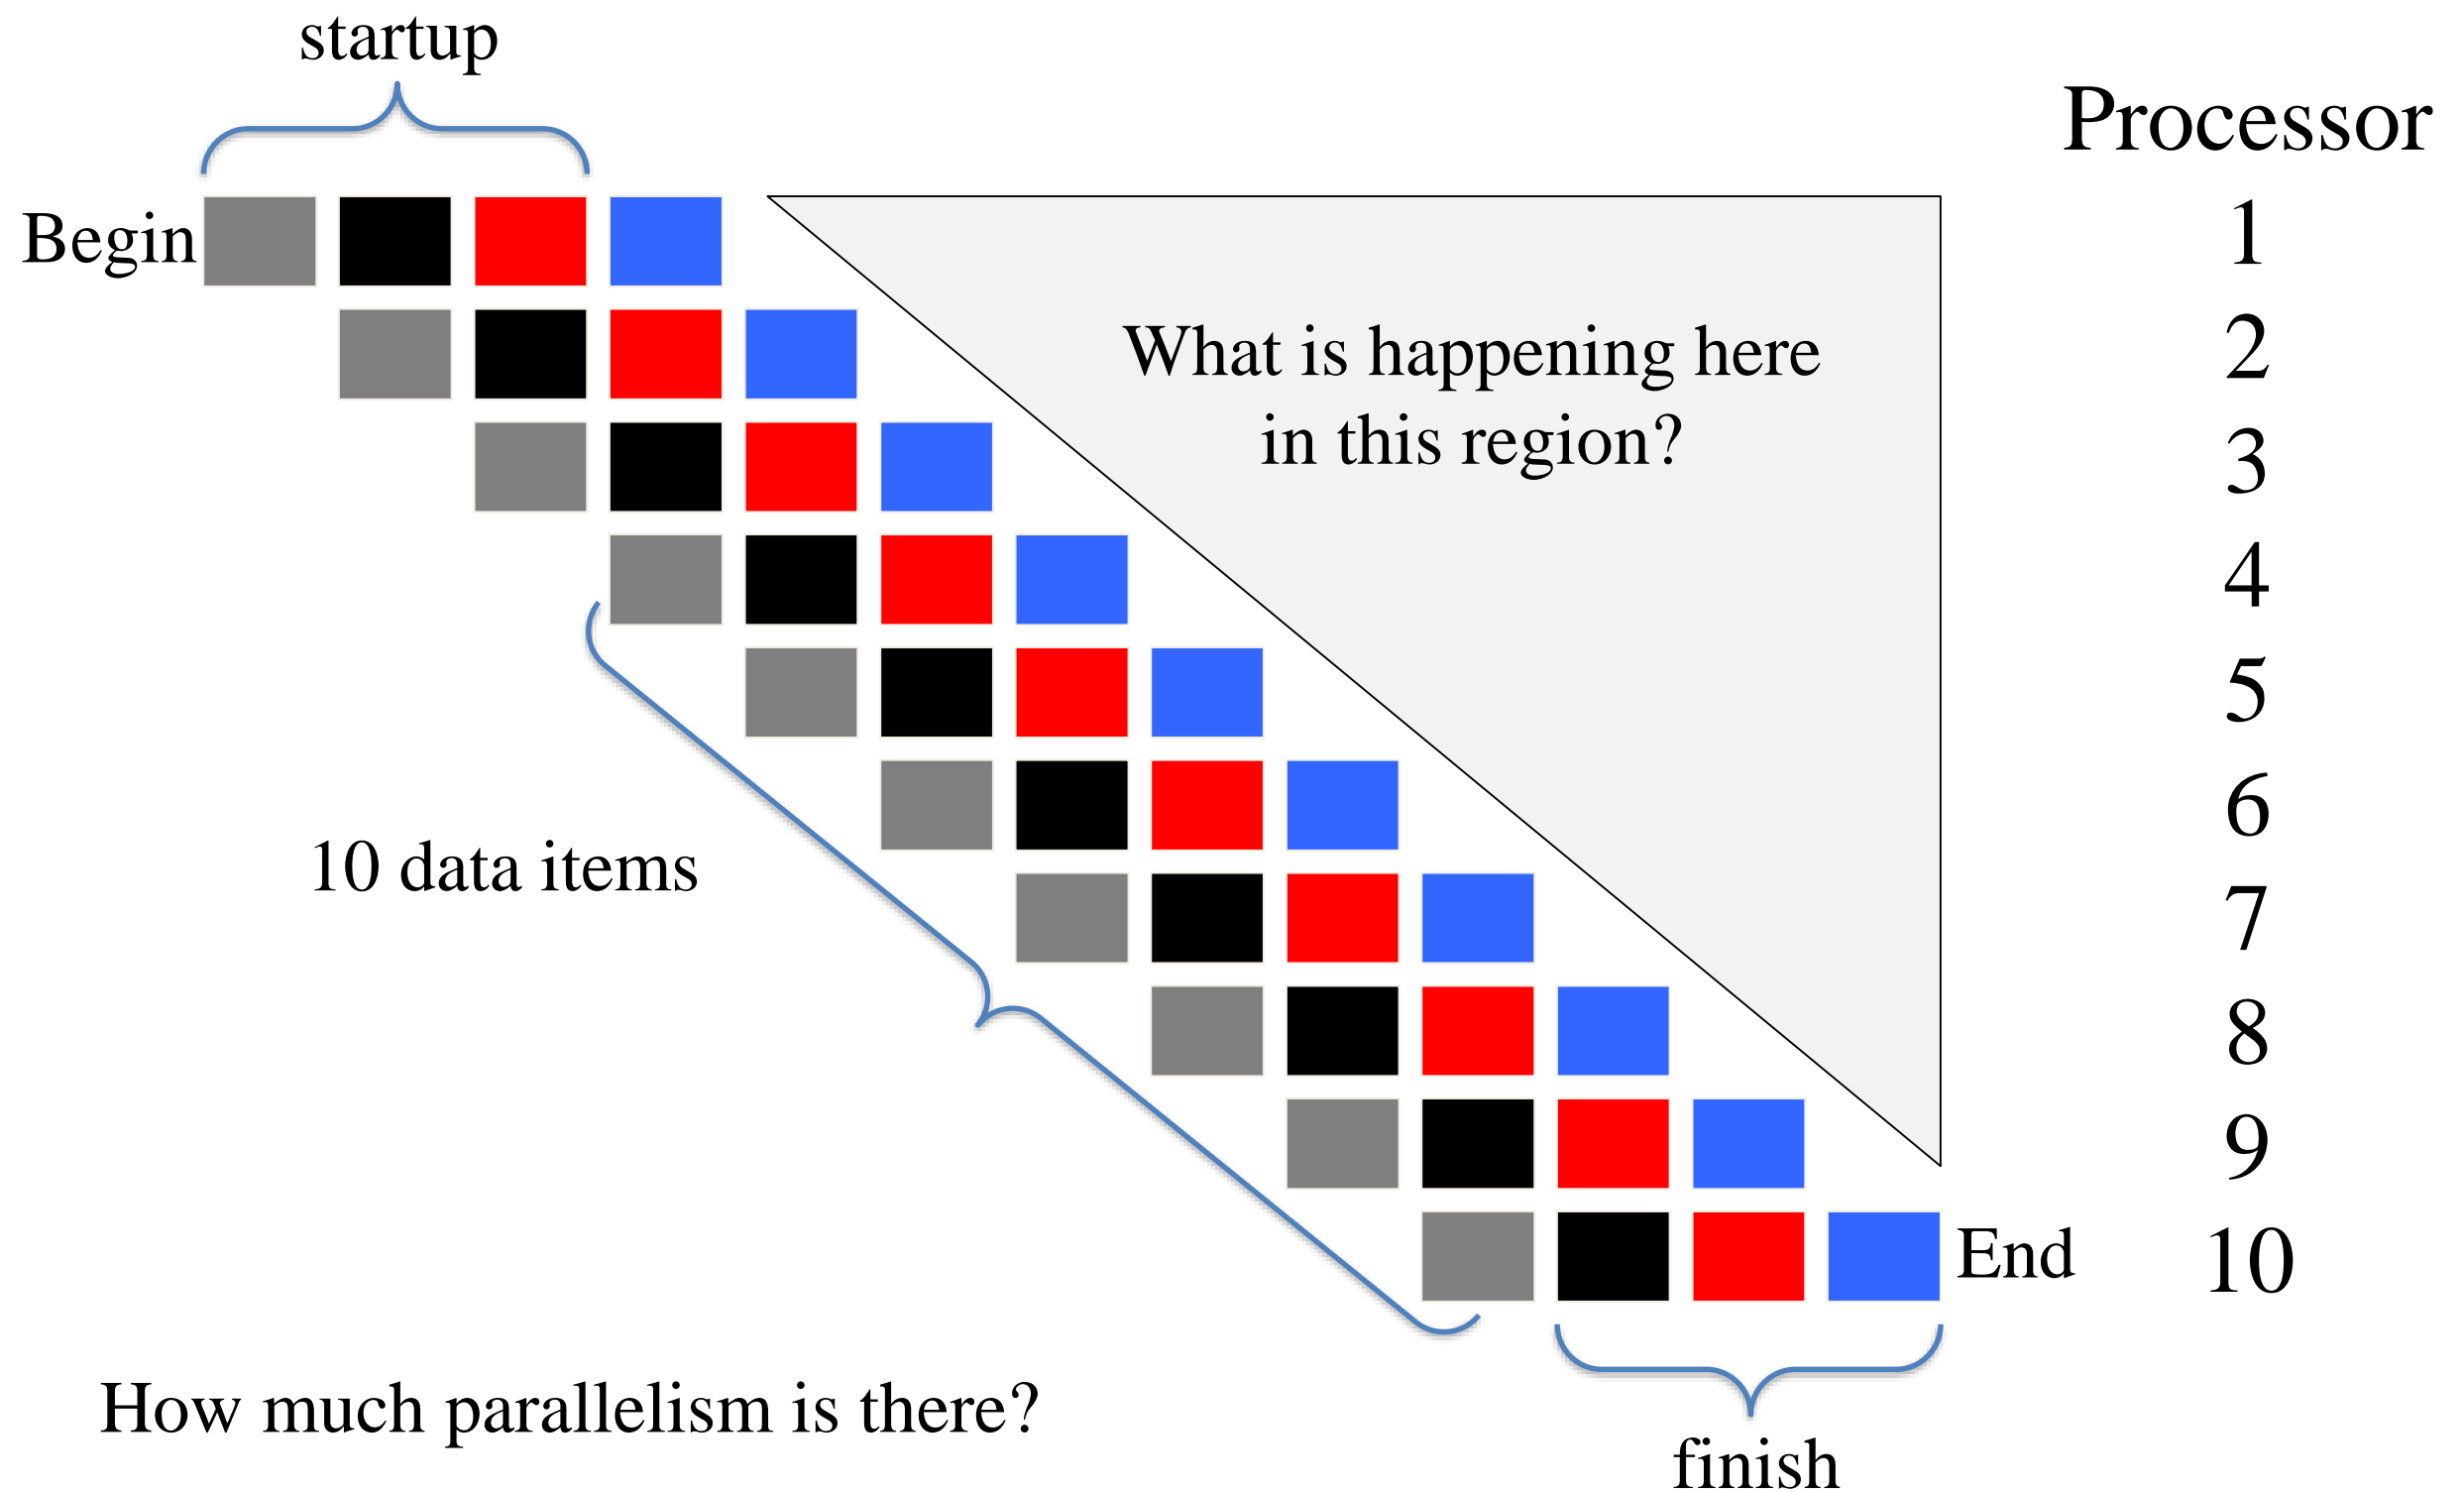 startup
Processor
Begin
1
What is happening here
in this region?
2
3
4
5
6
10 data items
7
8
9
End
10
How much parallelism is there?
finish